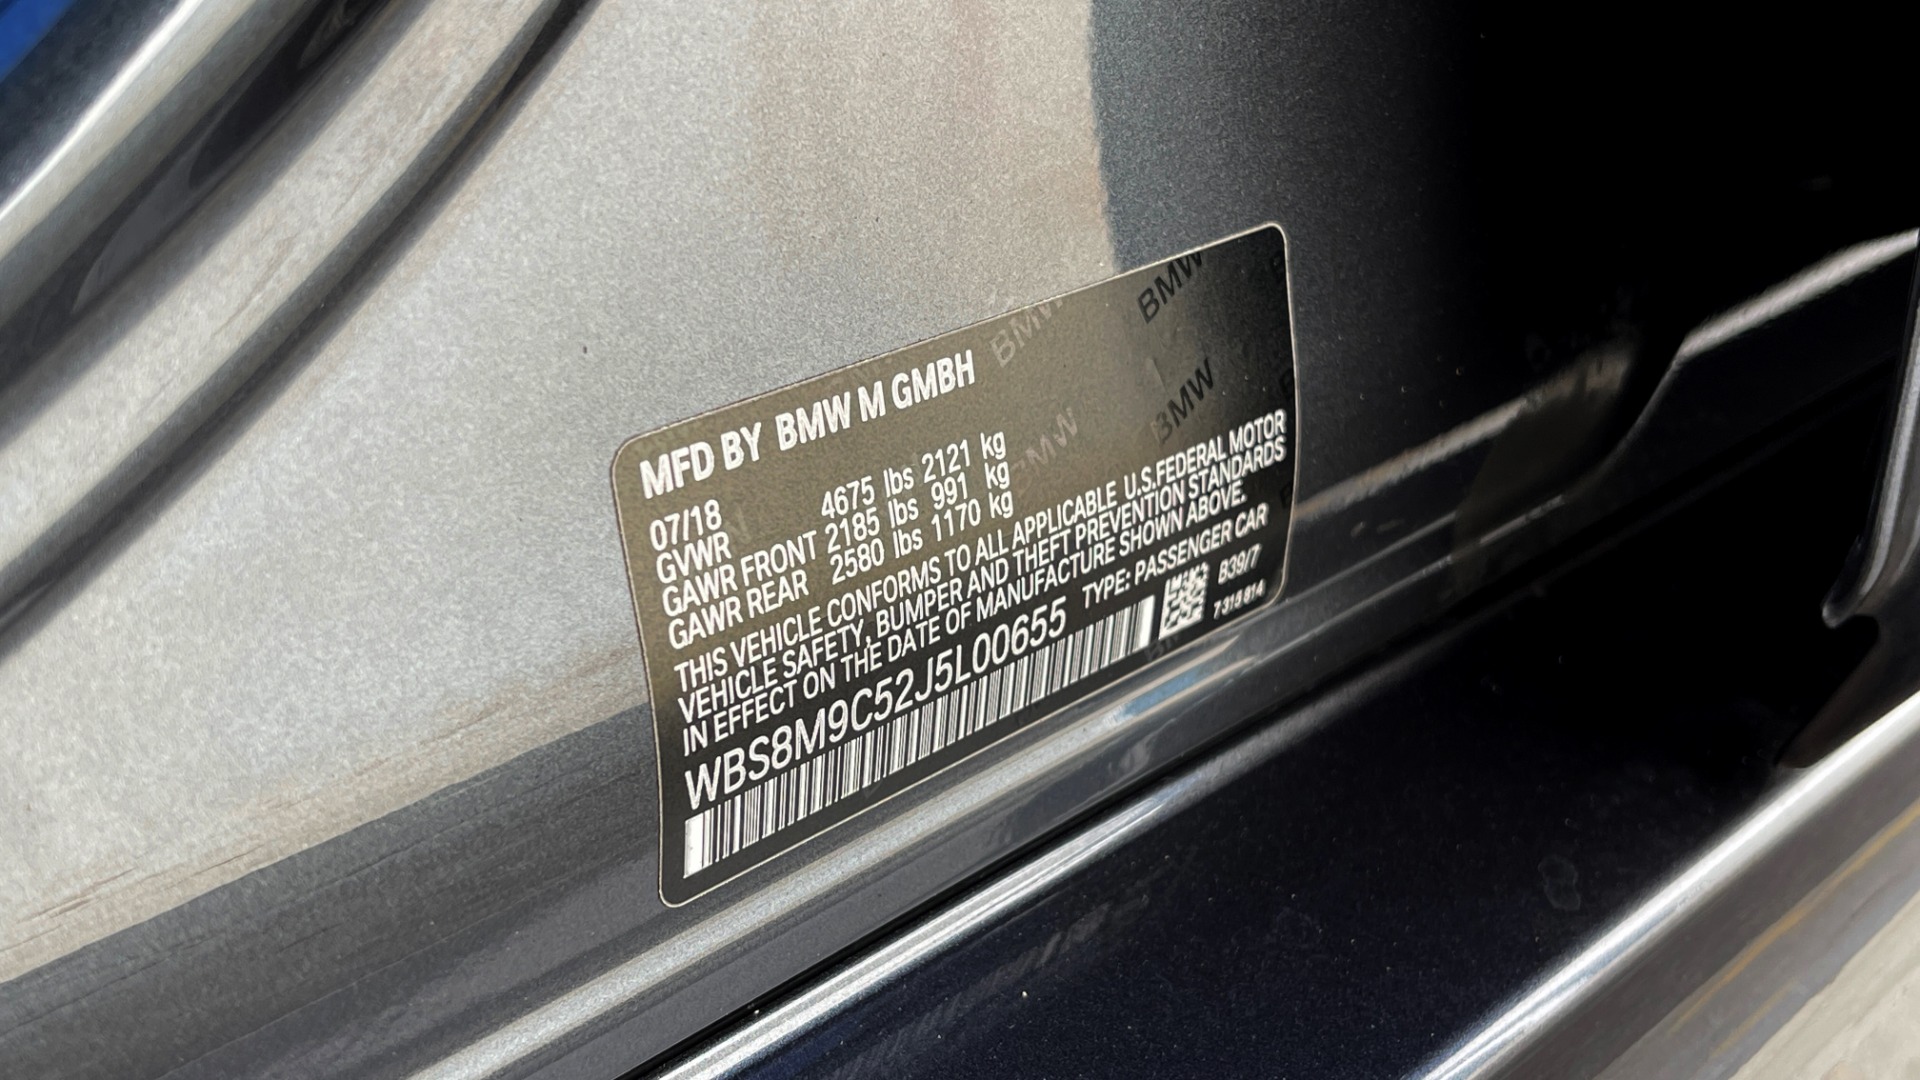 MFD BY BMW M GMBH
07/18
GVWR 4675 lbs 2121 kg
GAWR FRONT 2185 lbs 991 kg
GAWR REAR 2580 lbs 1170 kg
THIS VEHICLE CONFORMS TO ALL APPLICABLE U.S.FEDERAL MOTOR
VEHICLE SAFETY, BUMPER AND THEFT PREVENTION STANDARDS
IN EFFECT ON THE DATE OF MANUFACTURE SHOWN ABOVE.
WBS8M9C52J5L00655 TYPE: PASSENGER CAR
B39/7
7 315 814
BMW
BMW
BMW
BMW